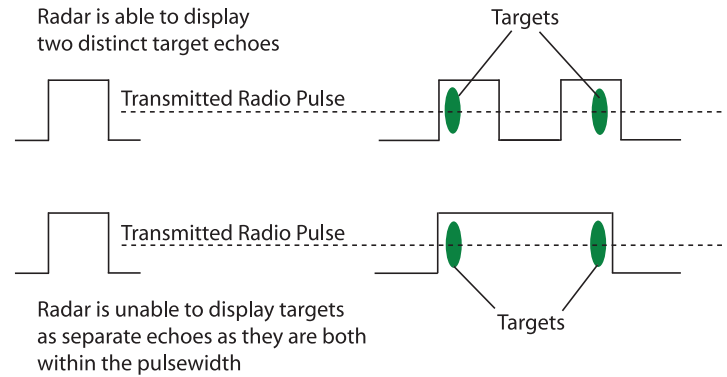 Radar is able to display
two distinct target echoes
Targets
Transmitted Radio Pulse
Transmitted Radio Pulse
Radar is unable to display targets
as separate echoes as they are both
within the pulsewidth
Targets